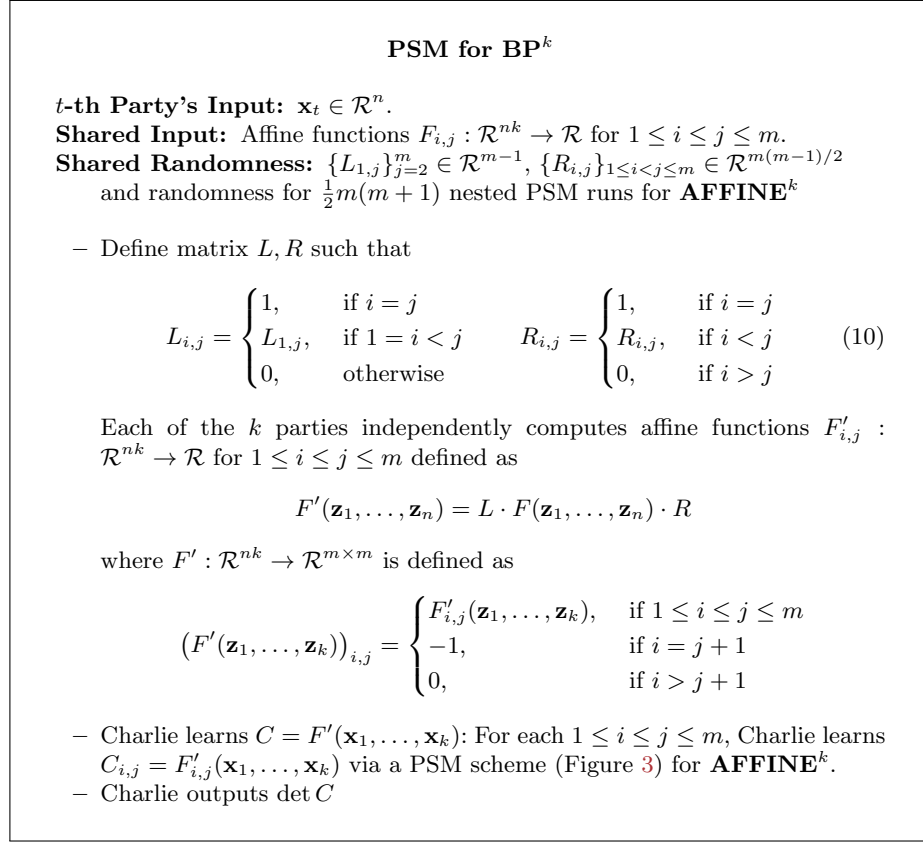 PSM for BP^k
t-th Party's Input: x_t ∈ R^n.
Shared Input: Affine functions F_{i,j} : R^{nk} → R for 1 ≤ i ≤ j ≤ m.
Shared Randomness: {L_{1,j}}_{j=2}^m ∈ R^{m−1}, {R_{i,j}}_{1≤i<j≤m} ∈ R^{m(m−1)/2}
and randomness for ½m(m + 1) nested PSM runs for AFFINE^k
– Define matrix L, R such that
L_{i,j} = { 1, if i = j; L_{1,j}, if 1 = i < j; 0, otherwise R_{i,j} = { 1, if i = j; R_{i,j}, if i < j; 0, if i > j (10)
Each of the k parties independently computes affine functions F′_{i,j} :
R^{nk} → R for 1 ≤ i ≤ j ≤ m defined as
F′(z_1, . . . , z_n) = L · F(z_1, . . . , z_n) · R
where F′ : R^{nk} → R^{m×m} is defined as
(F′(z_1, . . . , z_k))_{i,j} = { F′_{i,j}(z_1, . . . , z_k), if 1 ≤ i ≤ j ≤ m
−1, if i = j + 1
0, if i > j + 1
– Charlie learns C = F′(x_1, . . . , x_k): For each 1 ≤ i ≤ j ≤ m, Charlie learns
C_{i,j} = F′_{i,j}(x_1, . . . , x_k) via a PSM scheme (Figure 3) for AFFINE^k.
– Charlie outputs det C